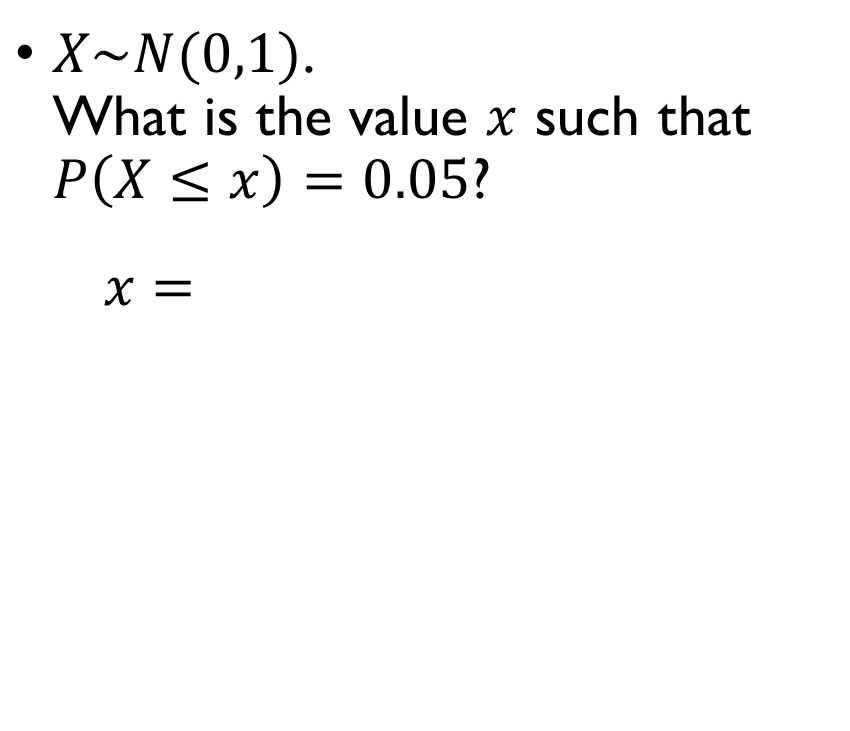 • X~N(0,1).
What is the value x such that
P(X ≤ x) = 0.05?
x =